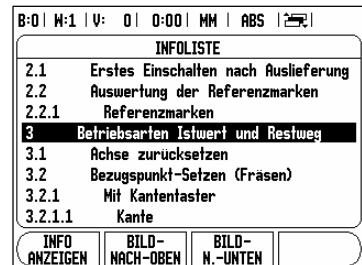 B:0 | W:1 | V: 0 | 0:00 | MM | ABS |
INFOLISTE
2.1 Erstes Einschalten nach Auslieferung
2.2 Auswertung der Referenzmarken
2.2.1 Referenzmarken
3 Betriebsarten Istwert und Restweg
3.1 Achse zurücksetzen
3.2 Bezugspunkt-Setzen (Fräsen)
3.2.1 Mit Kantentaster
3.2.1.1 Kante
INFO ANZEIGEN
BILD- NACH-OBEN
BILD- N.-UNTEN